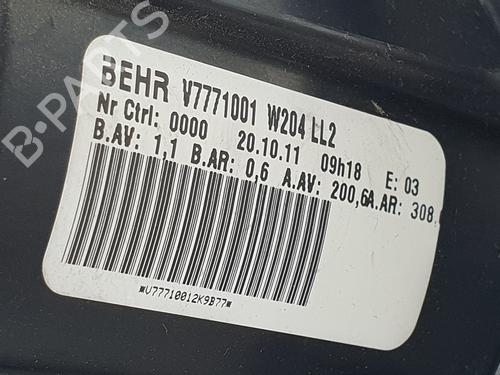 B-PARTS
BEHR V7771001 W204 LL2
Nr Ctrl: 0000 20.10.11 09h18 E: 03
B.AV: 1,1 B.AR: 0,6 A.AV: 200,6A.AR: 308,
*V77710012K9B77*